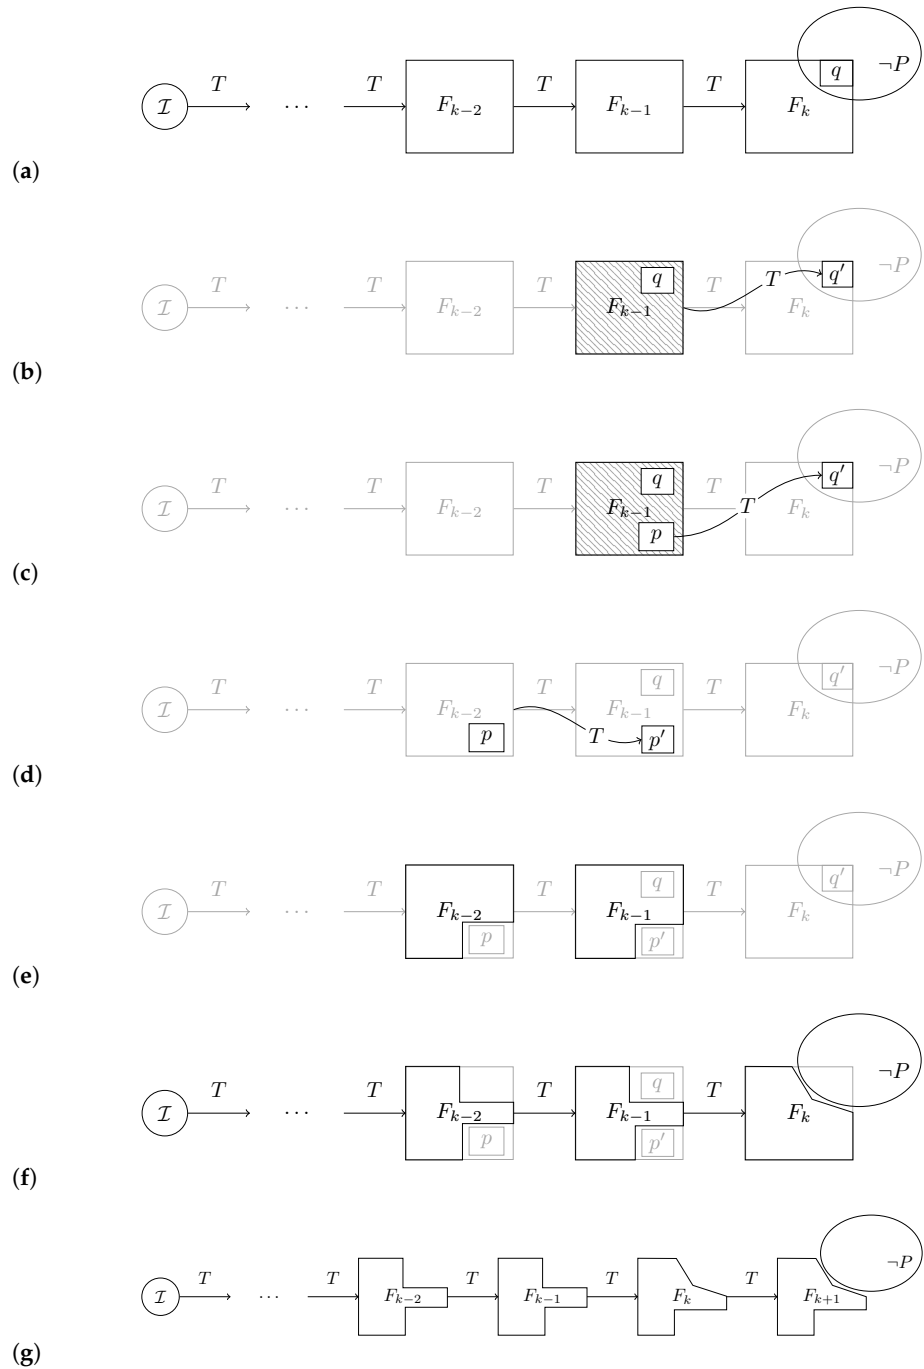 ¬P
q
T T T T
ℐ ⋯ F_{k−2} F_{k−1} F_k
(a)
¬P
q q′
T T T T T
ℐ ⋯ F_{k−2} F_{k−1} F_k
(b)
¬P
q q′
T T T T
ℐ ⋯ F_{k−2} F_{k−1} T F_k
p
(c)
¬P
q q′
T T T T
ℐ ⋯ F_{k−2} F_{k−1} F_k
p T p′
(d)
¬P
q q′
T T T T
ℐ ⋯ F_{k−2} F_{k−1} F_k
p p′
(e)
¬P
q
T T T T
ℐ ⋯ F_{k−2} F_{k−1} F_k
p p′
(f)
¬P
T T T T T
ℐ ⋯ F_{k−2} F_{k−1} F_k F_{k+1}
(g)